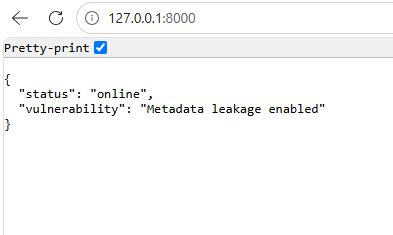 127.0.0.1:8000
Pretty-print
{
  "status": "online",
  "vulnerability": "Metadata leakage enabled"
}